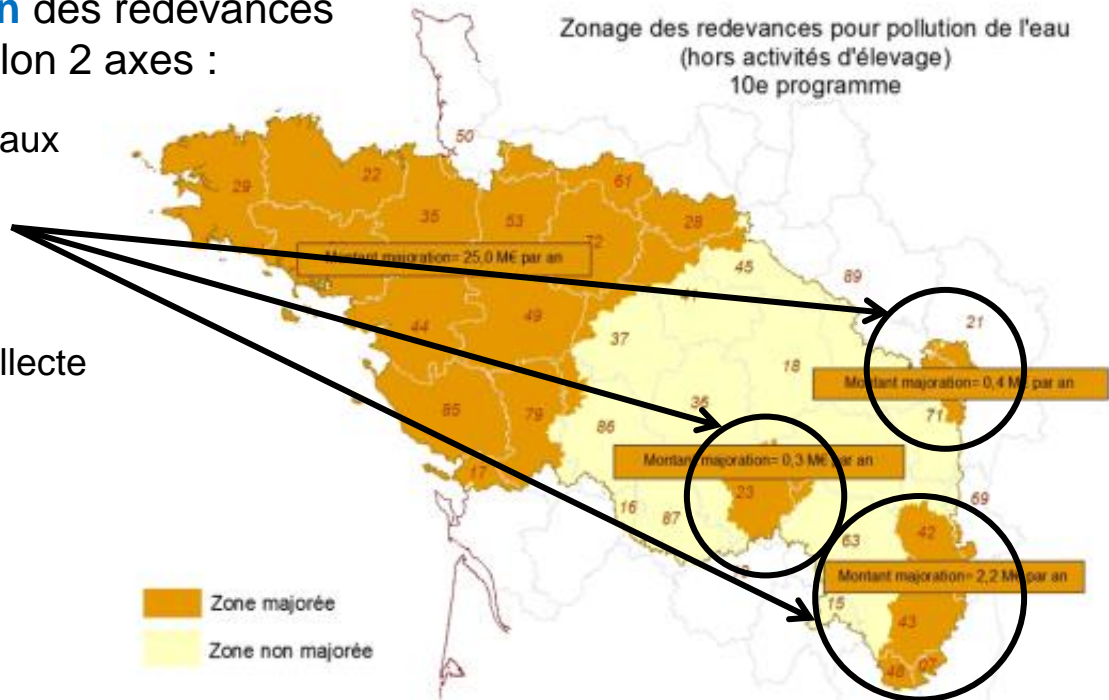 n des redevances
lon 2 axes :
aux
llecte
Zonage des redevances pour pollution de l'eau
(hors activités d'élevage)
10e programme
50
29
22
35
53
61
28
72
Montant majoration= 25,0 M€ par an
45
89
41
44
49
37
21
18
Montant majoration= 0,4 M€ par an
36
71
85
79
86
Montant majoration= 0,3 M€ par an
17
23
16
87
69
63
42
Montant majoration= 2,2 M€ par an
15
43
48
07
Zone majorée
Zone non majorée